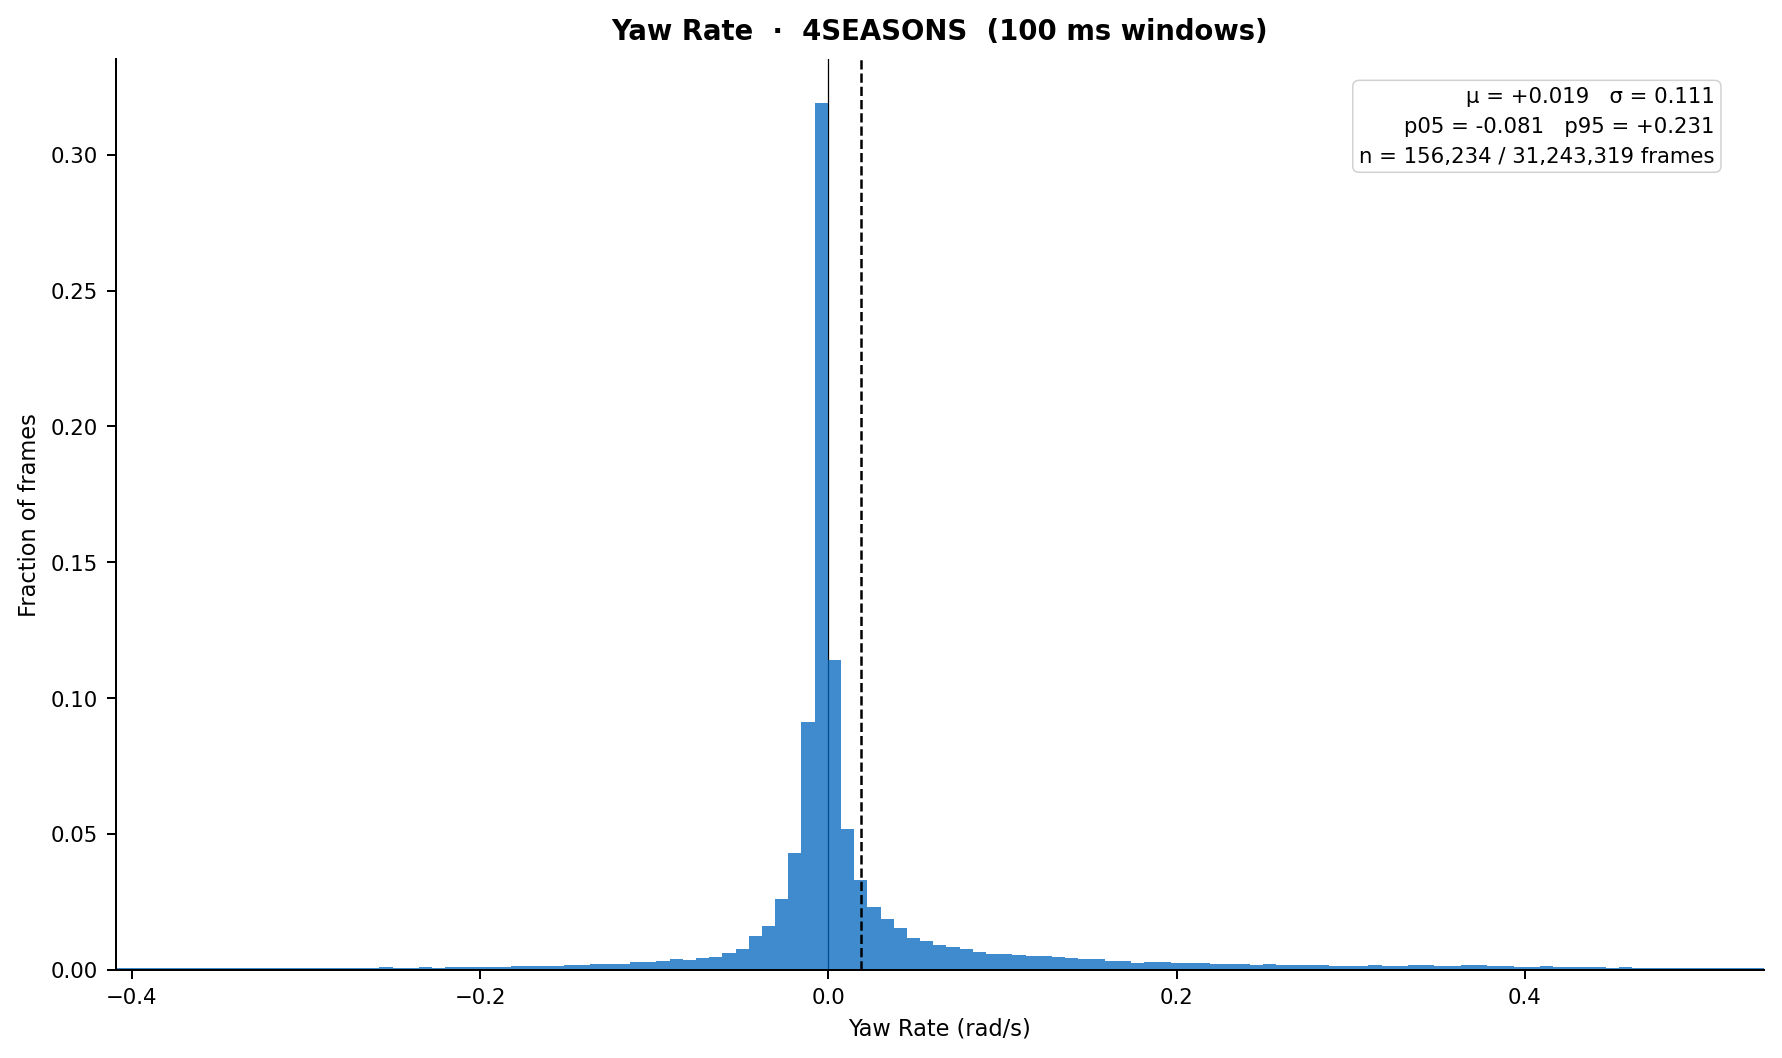 Yaw Rate · 4SEASONS (100 ms windows)
μ = +0.019 σ = 0.111
p05 = -0.081 p95 = +0.231
n = 156,234 / 31,243,319 frames
Fraction of frames
0.30
0.25
0.20
0.15
0.10
0.05
0.00
−0.4
−0.2
0.0
0.2
0.4
Yaw Rate (rad/s)